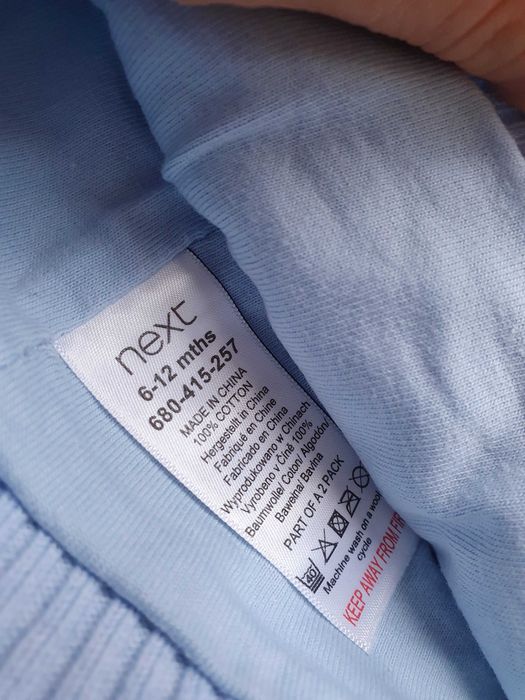 next
6-12 mths
680-415-257
MADE IN CHINA
100% COTTON
Hergestellt in China
Fabriqué en Chine
Fabricado en China
Wyprodukowano w Chinach
Vyrobeno v Číně 100%
Baumwolle/ Coton/ Algodón/
Bawełna/ Bavlna
PART OF A 2 PACK
40
Machine wash on a wool
cycle
KEEP AWAY FROM